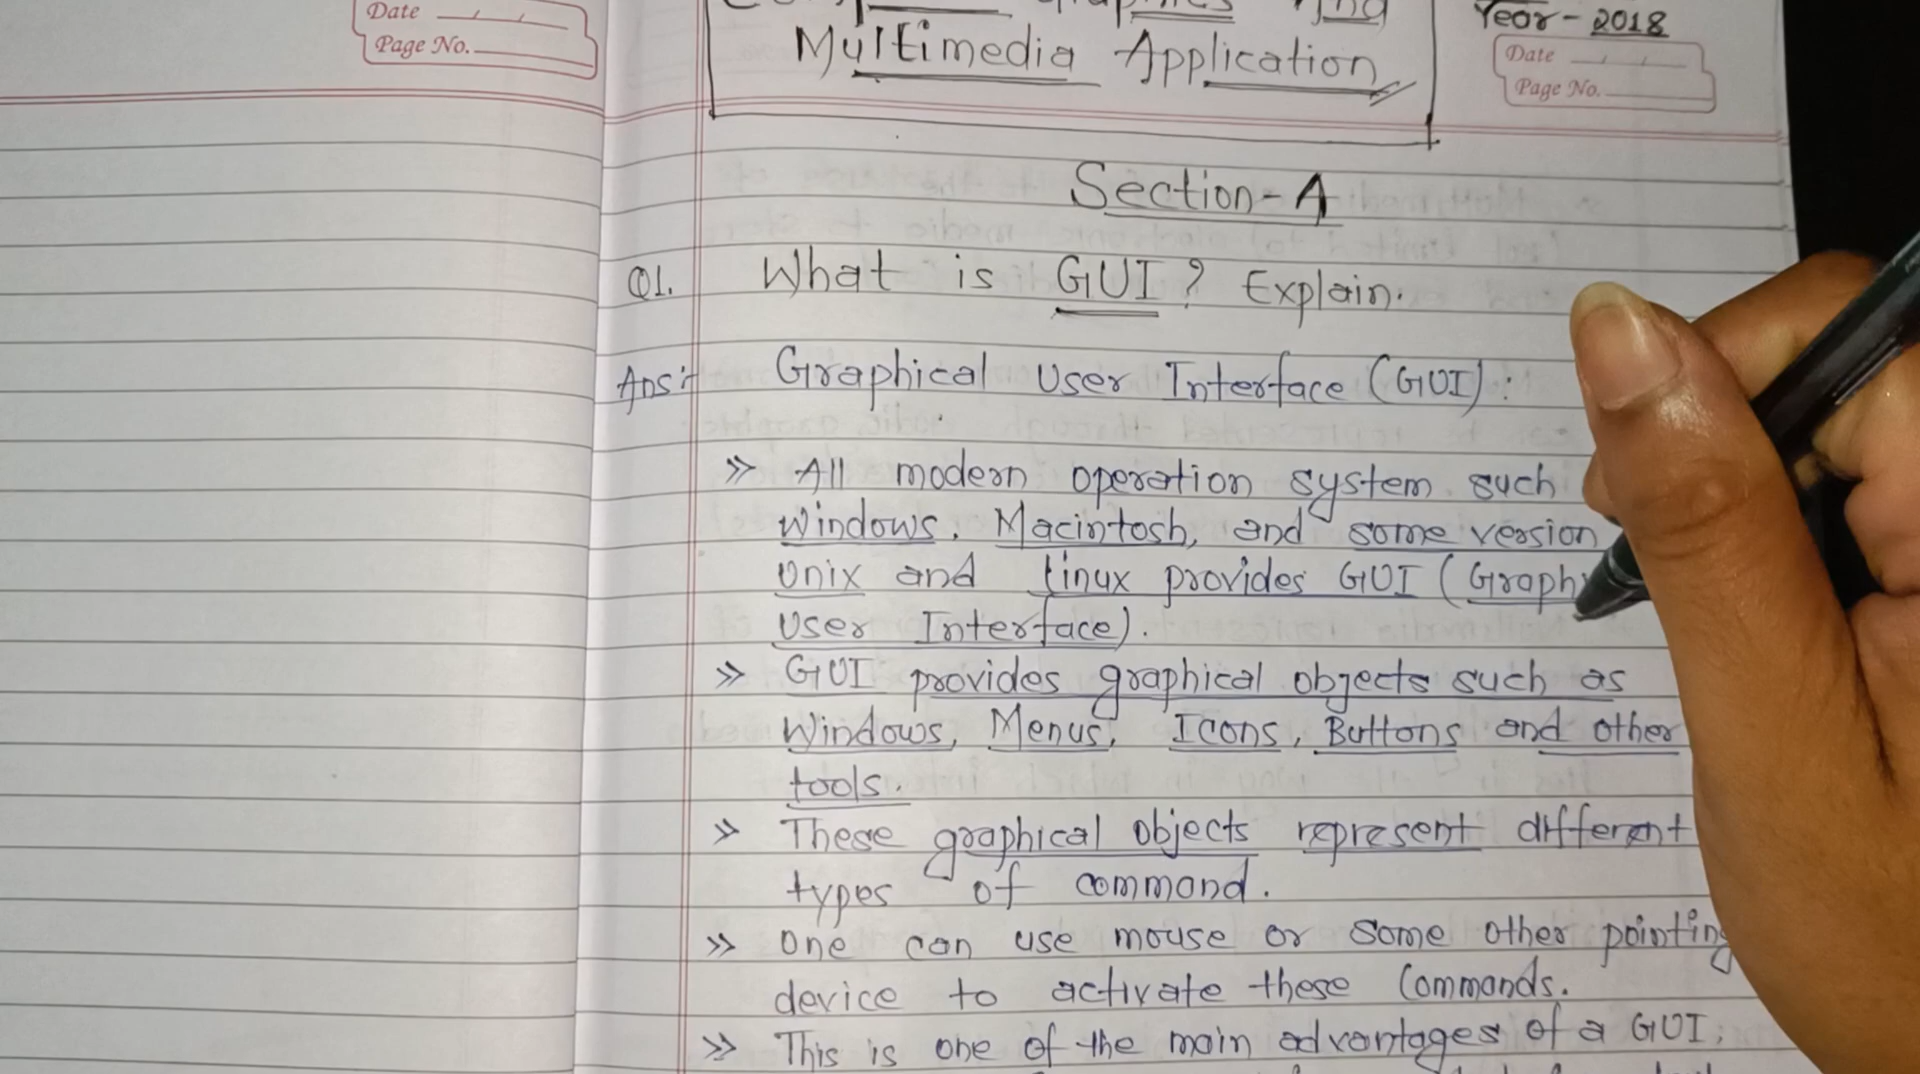 Date
Page No.
Multimedia Application
Year - 2018
Date
Page No.
Section - A
Q1. What is GUI? Explain.
Ans:- Graphical User Interface (GUI):
» All modern operation system such
Windows, Macintosh, and some version
Unix and Linux provides GUI (Graph
User Interface).
» GUI provides graphical objects such as
Windows, Menus, Icons, Buttons and other
tools.
» These graphical objects represent different
types of command.
» One can use mouse or some other pointing
device to activate these Commands.
» This is one of the main advantages of a GUI;